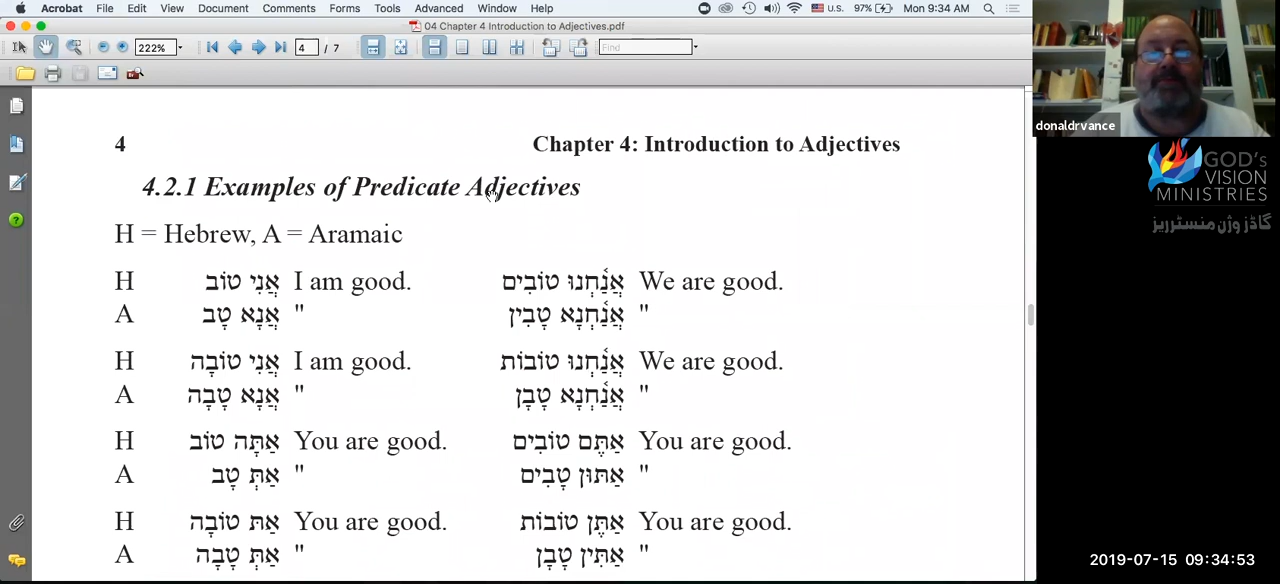 Acrobat File Edit View Document Comments Forms Tools Advanced Window Help U.S. 97% Mon 9:34 AM
04 Chapter 4 Introduction to Adjectives.pdf
222% 4 / 7 Find
donaldrvance
GOD's
VISION
MINISTRIES
گاڈز وژن منسٹریز
4 Chapter 4: Introduction to Adjectives
4.2.1 Examples of Predicate Adjectives
H = Hebrew, A = Aramaic
H אֲנִי טוֹב I am good. אֲנַ֫חְנוּ טוֹבִים We are good.
A אֲנָא טָב " אֲנַ֫חְנָא טָבִין "
H אֲנִי טוֹבָה I am good. אֲנַ֫חְנוּ טוֹבוֹת We are good.
A אֲנָא טָבָה " אֲנַ֫חְנָא טָבָן "
H אַתָּה טוֹב You are good. אַתֶּם טוֹבִים You are good.
A אַתְּ טָב " אַתּוּן טָבִים "
H אַתּ טוֹבָה You are good. אַתֶּן טוֹבוֹת You are good.
A אַתְּ טָבָה " אַתִּין טָבָן "
2019-07-15 09:34:53